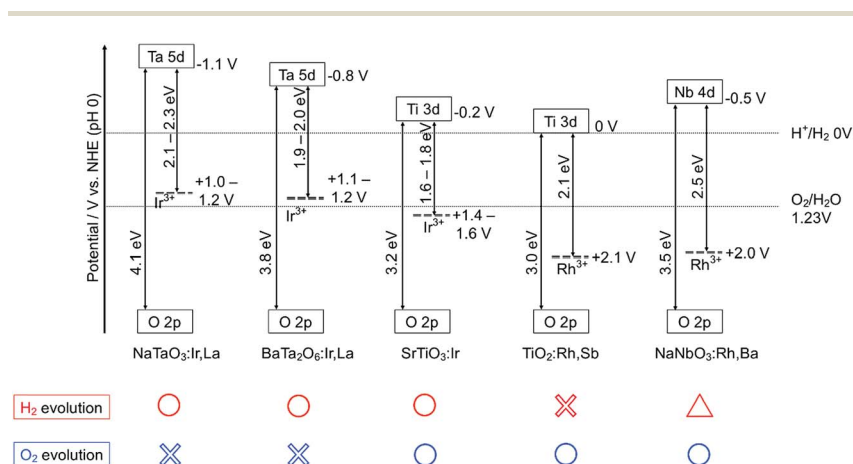 Potential / V vs. NHE (pH 0)
Ta 5d
-1.1 V
2.1 – 2.3 eV
+1.0 –
1.2 V
Ir³⁺
4.1 eV
O 2p
NaTaO₃:Ir,La
Ta 5d
-0.8 V
1.9 – 2.0 eV
+1.1 –
1.2 V
Ir³⁺
3.8 eV
O 2p
BaTa₂O₆:Ir,La
Ti 3d
-0.2 V
1.6 – 1.8 eV
Ir³⁺
+1.4 –
1.6 V
3.2 eV
O 2p
SrTiO₃:Ir
Ti 3d
0 V
2.1 eV
Rh³⁺
+2.1 V
3.0 eV
O 2p
TiO₂:Rh,Sb
Nb 4d
-0.5 V
2.5 eV
Rh³⁺
+2.0 V
3.5 eV
O 2p
NaNbO₃:Rh,Ba
H⁺/H₂ 0V
O₂/H₂O
1.23V
H₂ evolution
O₂ evolution